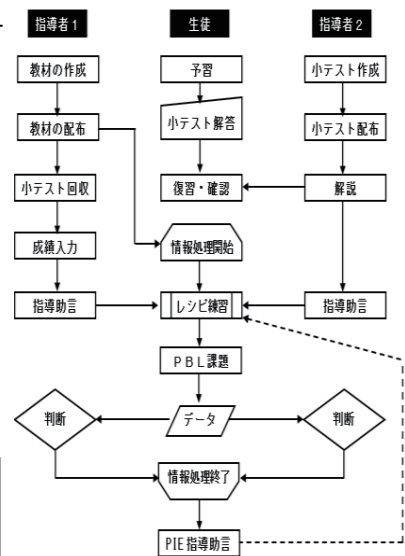 指導者1
生徒
指導者2
教材の作成
予習
小テスト作成
教材の配布
小テスト解答
小テスト配布
小テスト回収
復習・確認
解説
成績入力
情報処理開始
指導助言
レシピ練習
指導助言
PBL課題
判断
データ
判断
情報処理終了
PIE指導助言